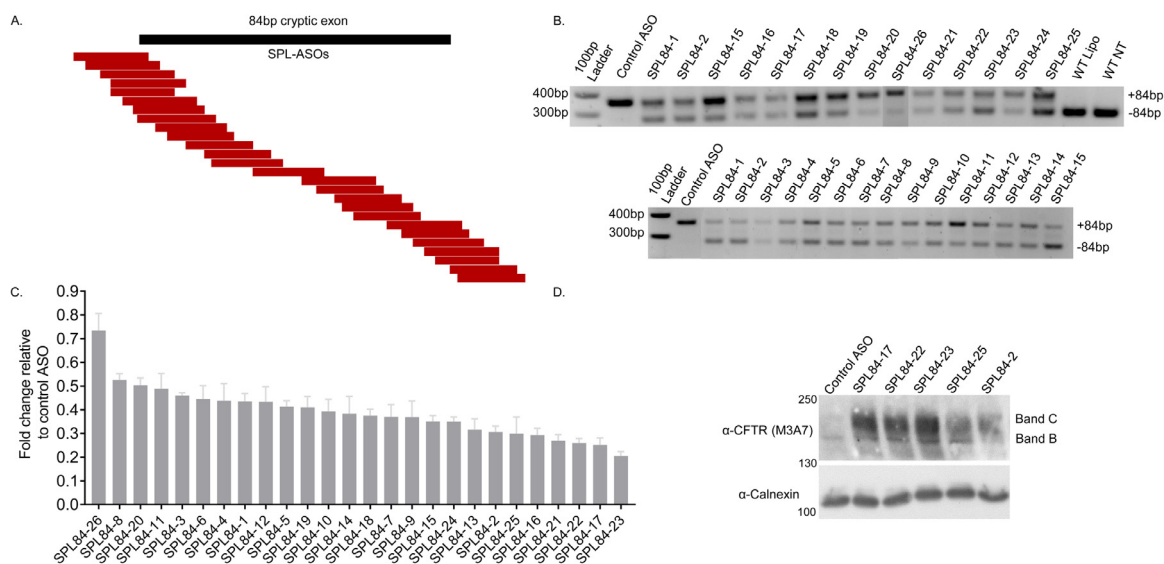 A.
84bp cryptic exon
SPL-ASOs
B.
100bp Ladder
Control ASO
SPL84-1
SPL84-2
SPL84-15
SPL84-16
SPL84-17
SPL84-18
SPL84-19
SPL84-20
SPL84-26
SPL84-21
SPL84-22
SPL84-23
SPL84-24
SPL84-25
WT Lipo
WT NT
400bp
300bp
+84bp
-84bp
100bp Ladder
Control ASO
SPL84-1
SPL84-2
SPL84-3
SPL84-4
SPL84-5
SPL84-6
SPL84-7
SPL84-8
SPL84-9
SPL84-10
SPL84-11
SPL84-12
SPL84-13
SPL84-14
SPL84-15
400bp
300bp
+84bp
-84bp
C.
Fold change relative
to control ASO
0.9
0.8
0.7
0.6
0.5
0.4
0.3
0.2
0.1
0.0
SPL84-26
SPL84-8
SPL84-20
SPL84-11
SPL84-3
SPL84-6
SPL84-4
SPL84-1
SPL84-12
SPL84-5
SPL84-19
SPL84-10
SPL84-14
SPL84-18
SPL84-7
SPL84-9
SPL84-15
SPL84-24
SPL84-13
SPL84-2
SPL84-25
SPL84-16
SPL84-21
SPL84-22
SPL84-17
SPL84-23
D.
Control ASO
SPL84-17
SPL84-22
SPL84-23
SPL84-25
SPL84-2
250
α-CFTR (M3A7)
Band C
Band B
130
α-Calnexin
100